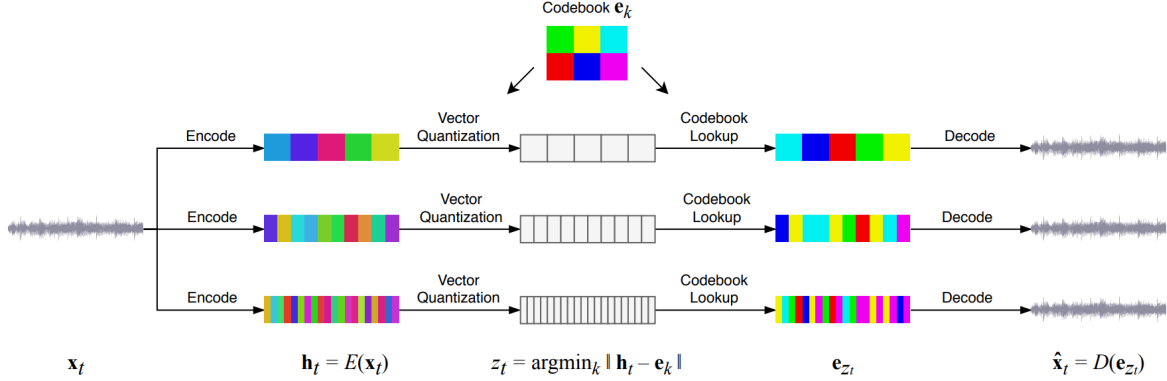 Codebook e_k
Encode
Vector
Quantization
Codebook
Lookup
Decode
Encode
Vector
Quantization
Codebook
Lookup
Decode
Encode
Vector
Quantization
Codebook
Lookup
Decode
x_t
h_t = E(x_t)
z_t = argmin_k ‖ h_t – e_k ‖
e_{z_t}
x̂_t = D(e_{z_t})